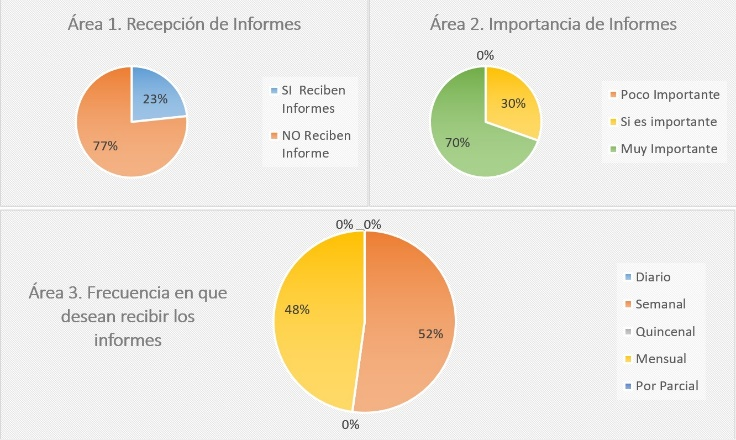 Área 1. Recepción de Informes
23%
77%
SI  Reciben
Informes
NO Reciben
Informe
Área 2. Importancia de Informes
0%
30%
70%
Poco Importante
Si es importante
Muy Importante
Área 3. Frecuencia en que
desean recibir los
informes
0% 0%
48%
52%
0%
Diario
Semanal
Quincenal
Mensual
Por Parcial